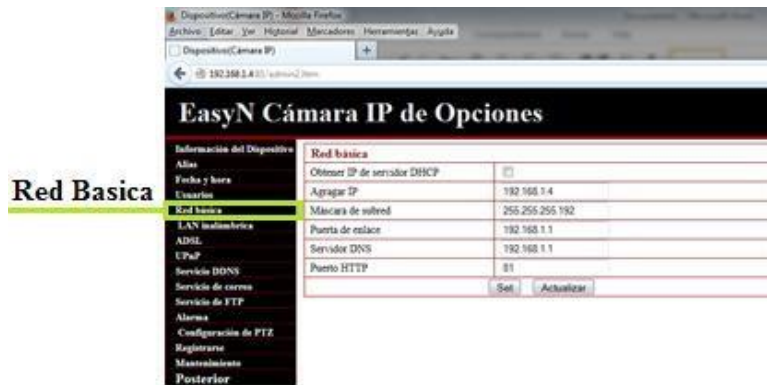 Dispositivo(Cámara IP) - Mozilla Firefox
Archivo Editar Ver Historial Marcadores Herramientas Ayuda
Dispositivo(Cámara IP)
+
192.168.1.4:81/admin2.htm
EasyN Cámara IP de Opciones
Red Basica
Información del Dispositivo
Alias
Fecha y hora
Usuarios
Red básica
LAN inalámbrica
ADSL
UPnP
Servicio DDNS
Servicio de correo
Servicio de FTP
Alarma
Configuración de PTZ
Registrarse
Mantenimiento
Posterior
Red básica
Obtener IP de servidor DHCP
Agragar IP 192.168.1.4
Máscara de subred 255.255.255.192
Puerta de enlace 192.168.1.1
Servidor DNS 192.168.1.1
Puerto HTTP 81
Set Actualizar